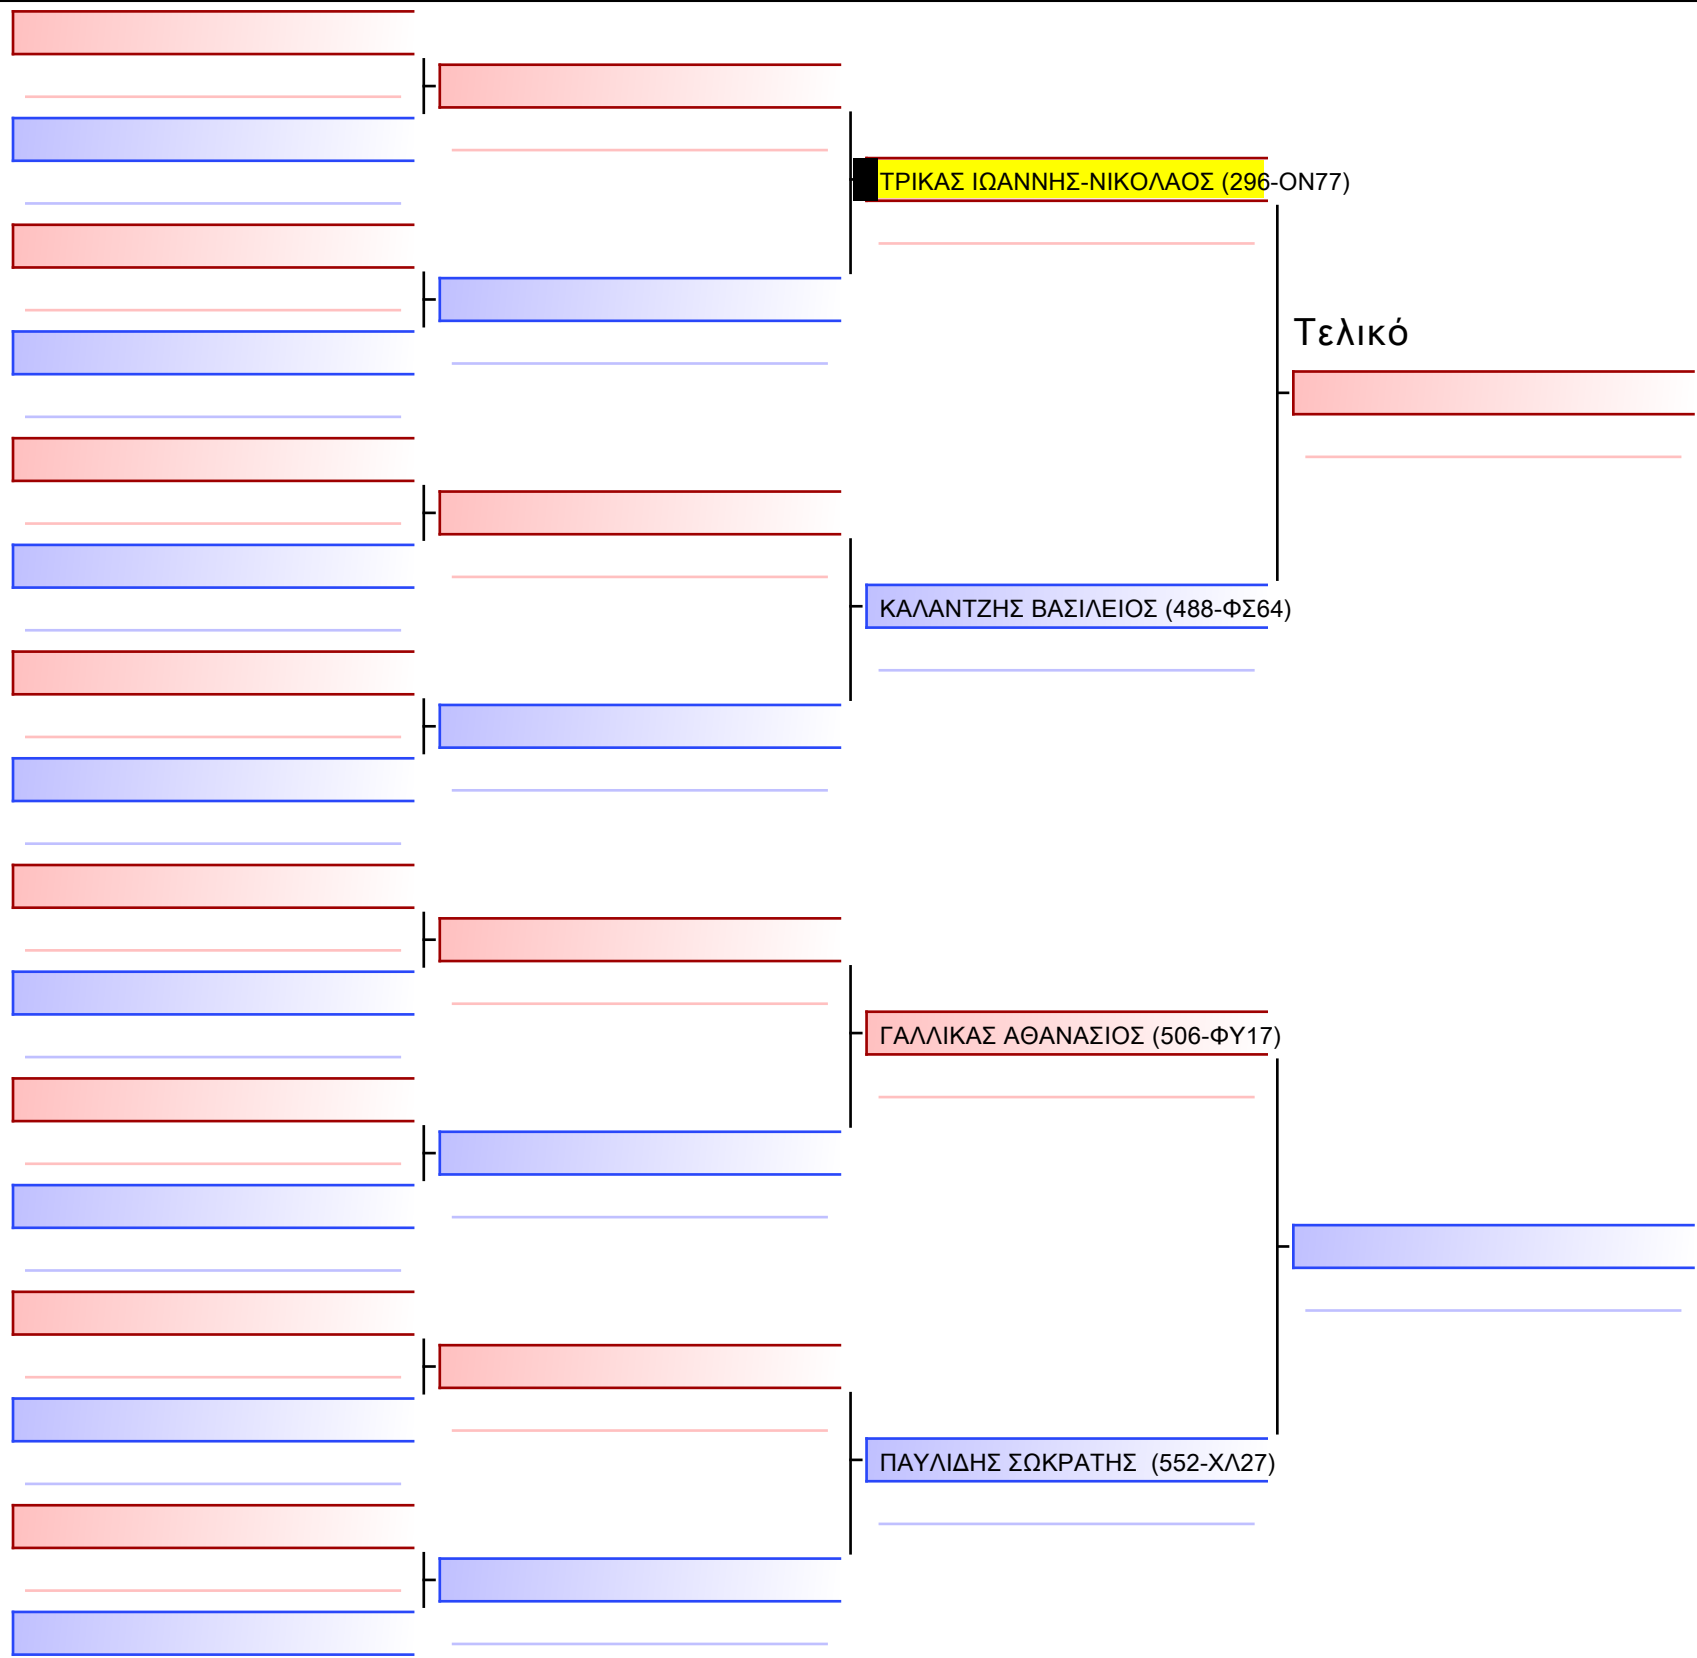 ΤΡΙΚΑΣ ΙΩΑΝΝΗΣ-ΝΙΚΟΛΑΟΣ (296-ΟΝ77)
Τελικό
ΚΑΛΑΝΤΖΗΣ ΒΑΣΙΛΕΙΟΣ (488-ΦΣ64)
ΓΑΛΛΙΚΑΣ ΑΘΑΝΑΣΙΟΣ (506-ΦΥ17)
ΠΑΥΛΙΔΗΣ ΣΩΚΡΑΤΗΣ  (552-ΧΛ27)